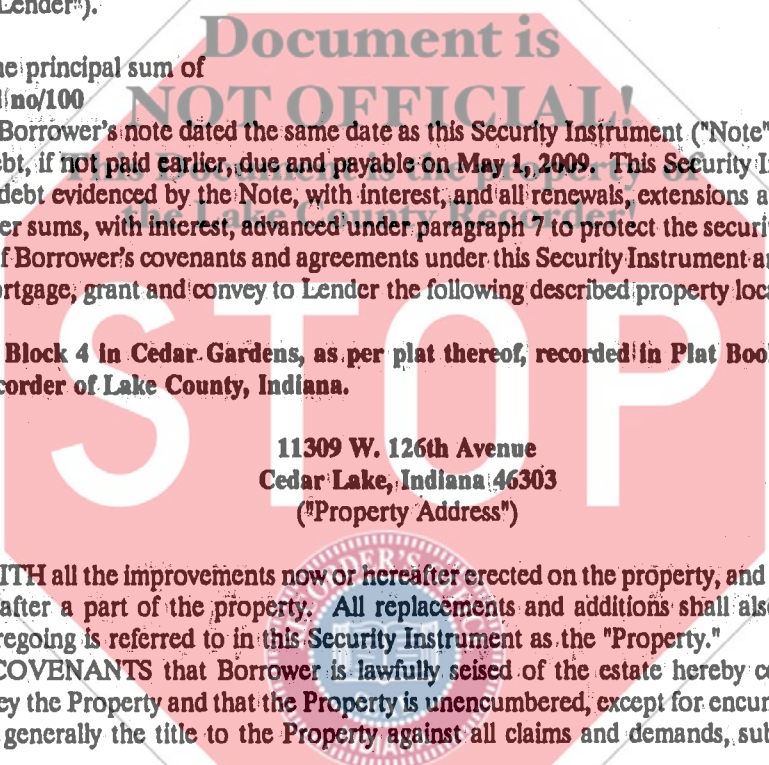 Lender").
Document is
ne principal sum of
no/100
NOT OFFICIAL!
Borrower's note dated the same date as this Security Instrument ("Note"
ebt, if not paid earlier, due and payable on May 1, 2009. This Security I
This Document is the property of
debt evidenced by the Note, with interest, and all renewals, extensions a
the Lake County Recorder!
er sums, with interest, advanced under paragraph 7 to protect the securi
f Borrower's covenants and agreements under this Security Instrument a
ortgage, grant and convey to Lender the following described property loca
STOP
Block 4 in Cedar Gardens, as per plat thereof, recorded in Plat Boo
corder of Lake County, Indiana.
11309 W. 126th Avenue
Cedar Lake, Indiana 46303
("Property Address")
ITH all the improvements now or hereafter erected on the property, and
after a part of the property. All replacements and additions shall als
regoing is referred to in this Security Instrument as the "Property."
COVENANTS that Borrower is lawfully seised of the estate hereby c
ey the Property and that the Property is unencumbered, except for encum
generally the title to the Property against all claims and demands, sub